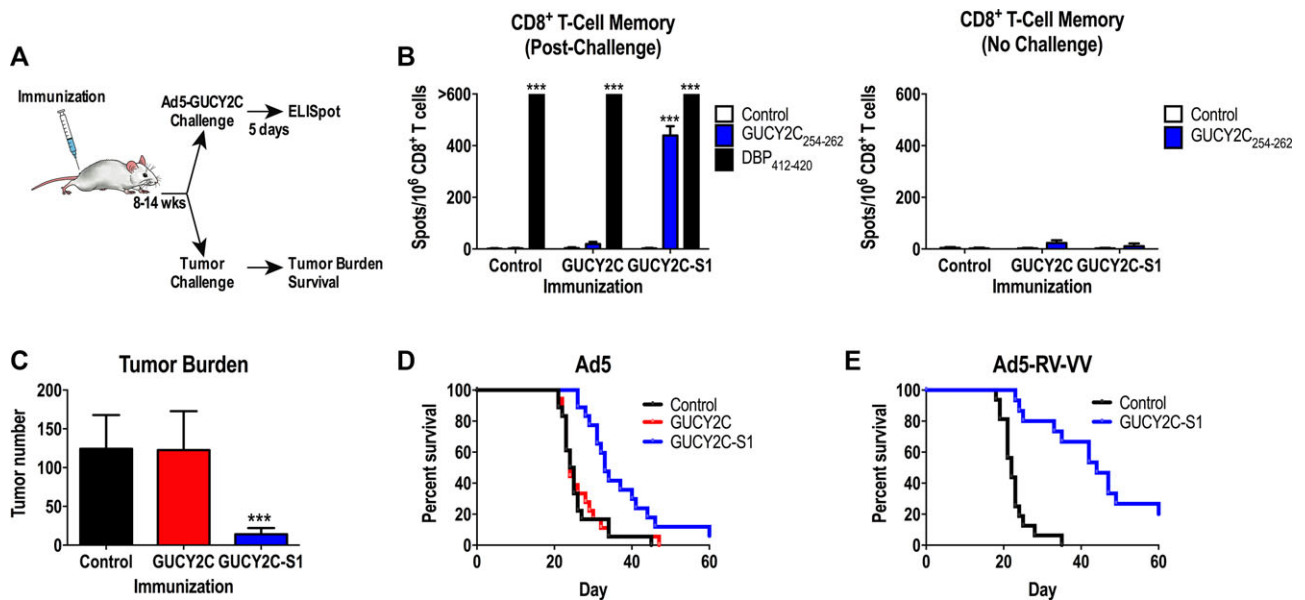 A
Immunization
8-14 wks
Ad5-GUCY2C
Challenge
5 days
ELISpot
Tumor
Challenge
Tumor Burden
Survival
B
CD8+ T-Cell Memory
(Post-Challenge)
Spots/10^6 CD8+ T cells
>600
400
200
0
***
***
***
***
Control
GUCY2C
GUCY2C-S1
Immunization
Control
GUCY2C254-262
DBP412-420
CD8+ T-Cell Memory
(No Challenge)
Spots/10^6 CD8+ T cells
600
400
200
0
Control
GUCY2C
GUCY2C-S1
Immunization
Control
GUCY2C254-262
C
Tumor Burden
Tumor number
200
150
100
50
0
***
Control
GUCY2C
GUCY2C-S1
Immunization
D
Ad5
Percent survival
100
80
60
40
20
0
0
20
40
60
Day
Control
GUCY2C
GUCY2C-S1
E
Ad5-RV-VV
Percent survival
100
80
60
40
20
0
0
20
40
60
Day
Control
GUCY2C-S1